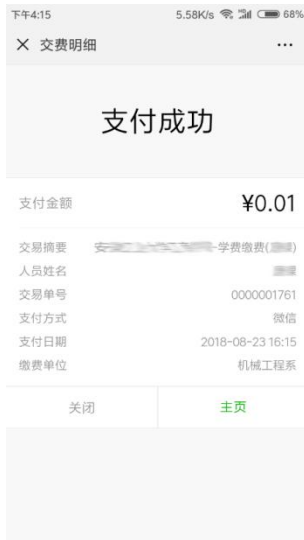 下午4:15 5.58K/s 68%
交费明细
支付成功
支付金额 ¥0.01
交易摘要 -学费缴费( )
人员姓名
交易单号 0000001761
支付方式 微信
支付日期 2018-08-23 16:15
缴费单位 机械工程系
关闭 主页